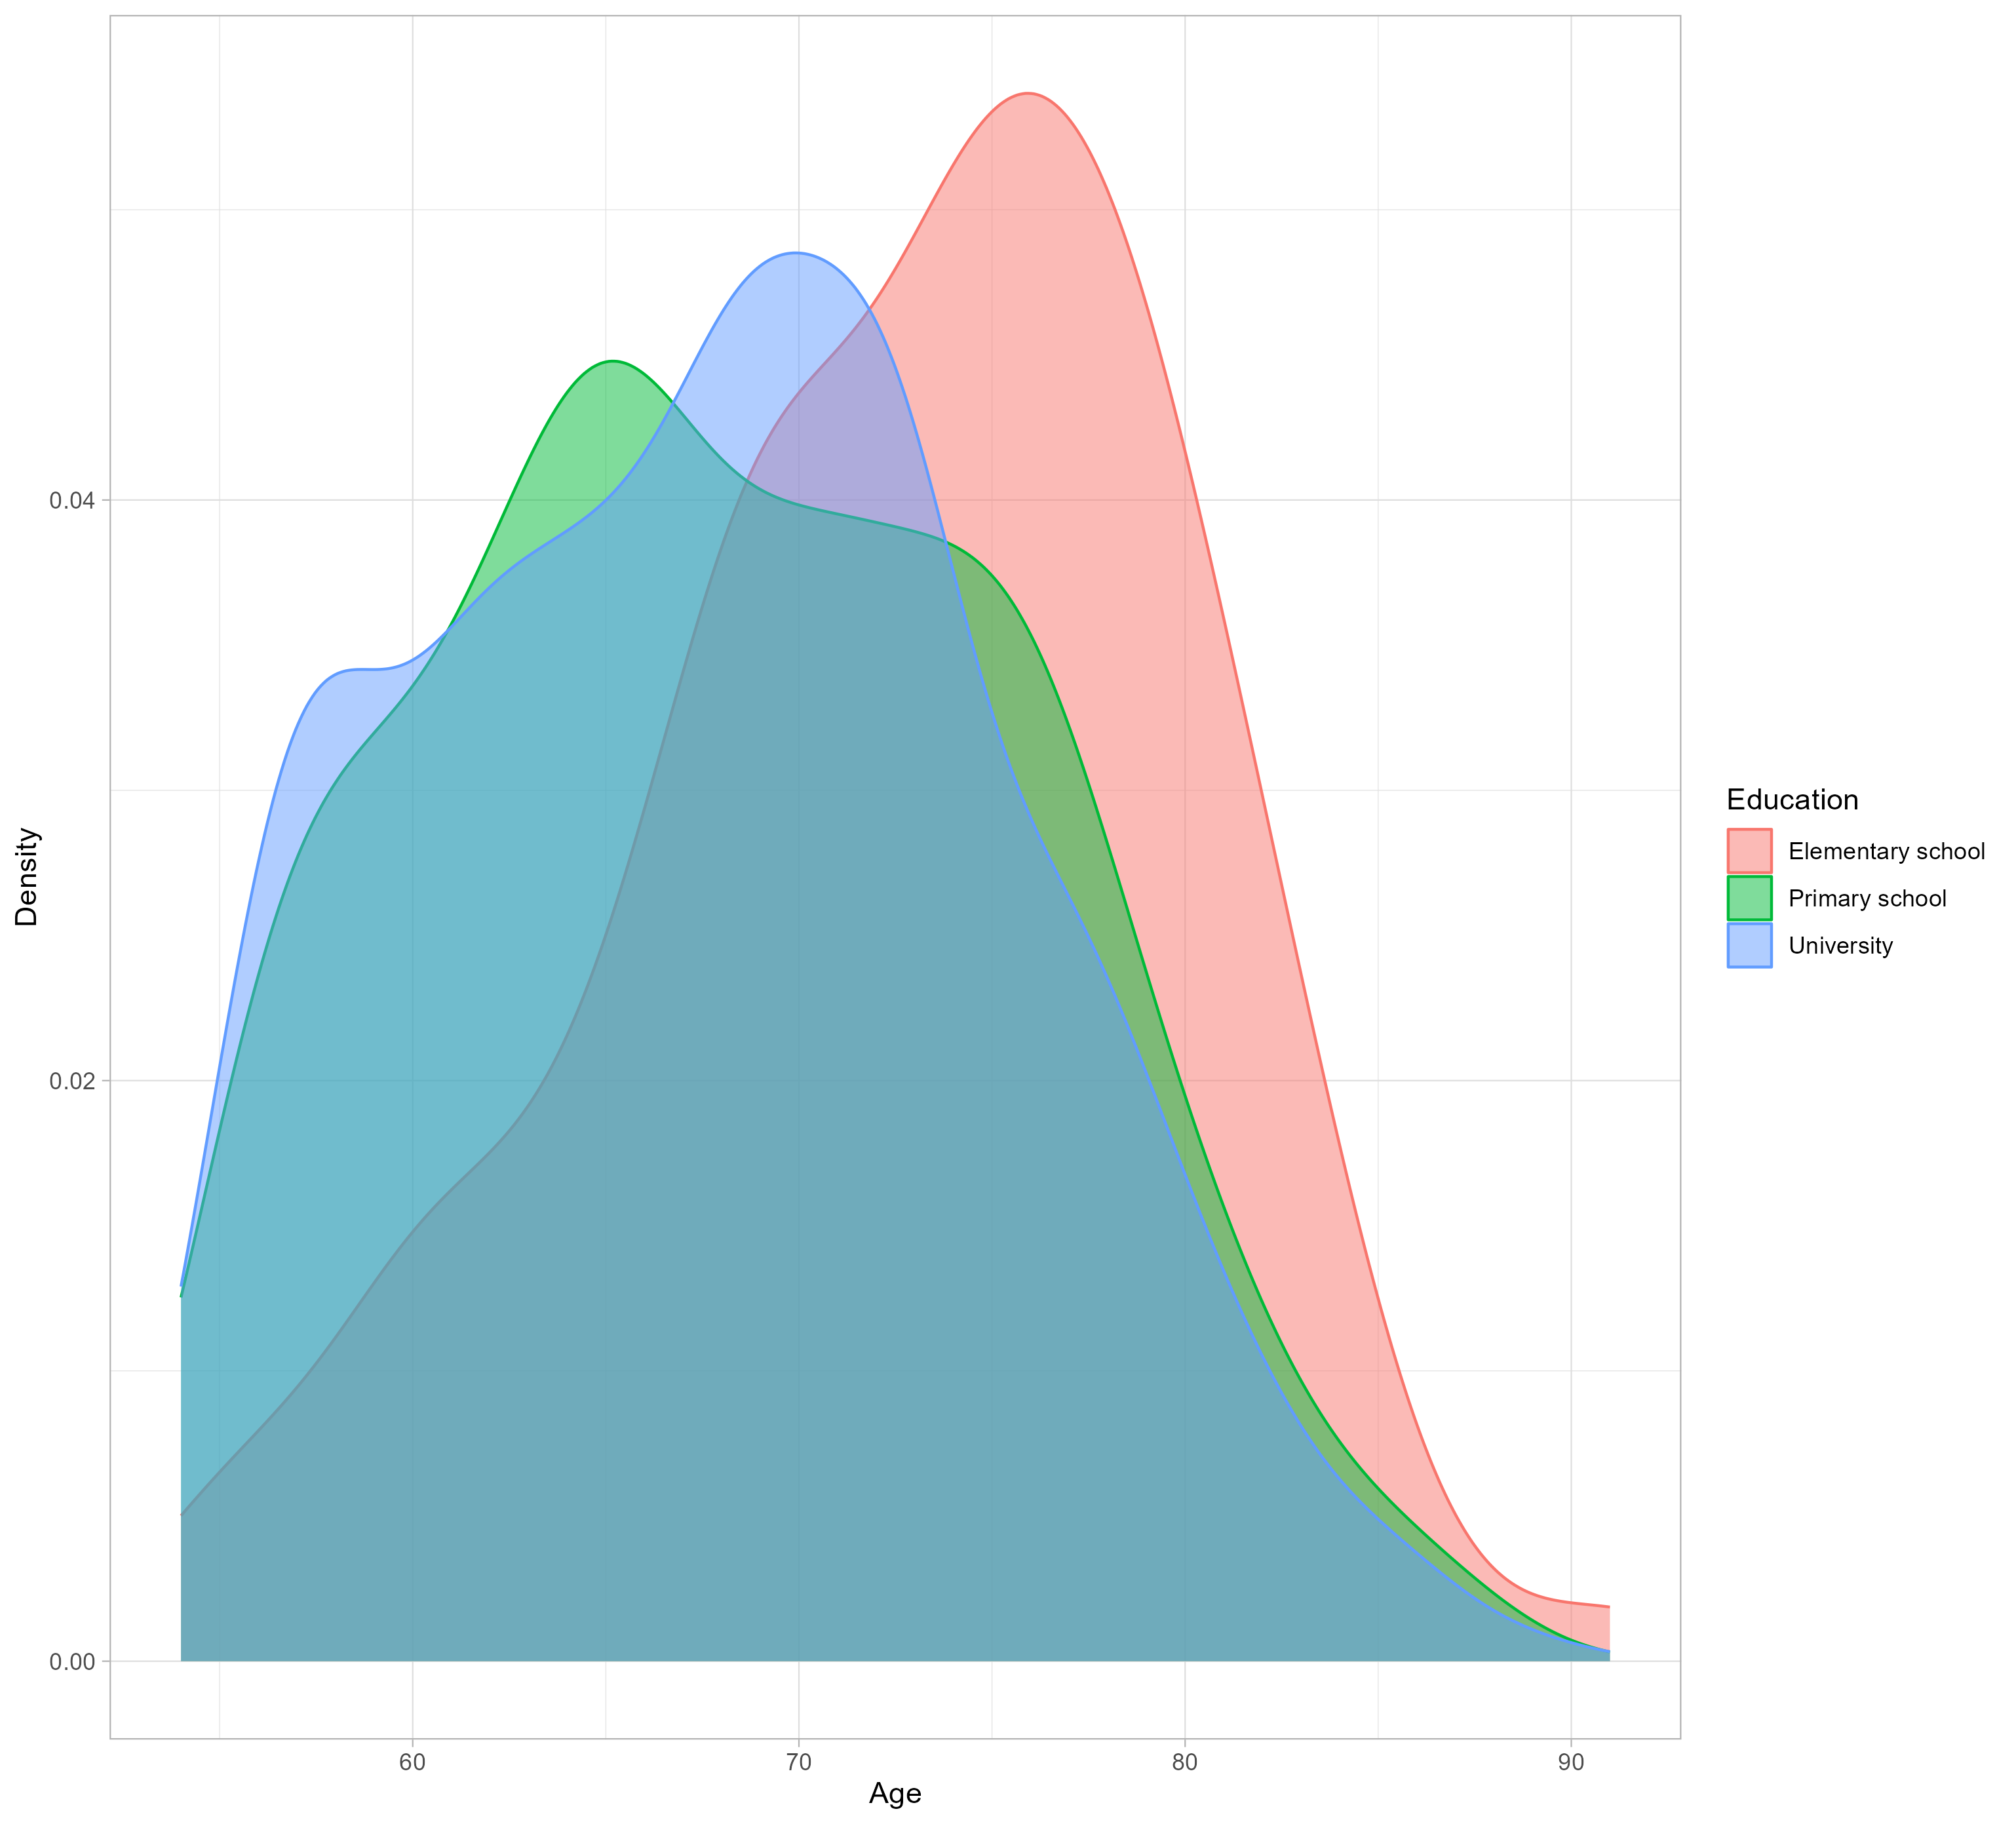 Density
0.04
0.02
0.00
60 70 80 90
Age
Education
Elementary school
Primary school
University